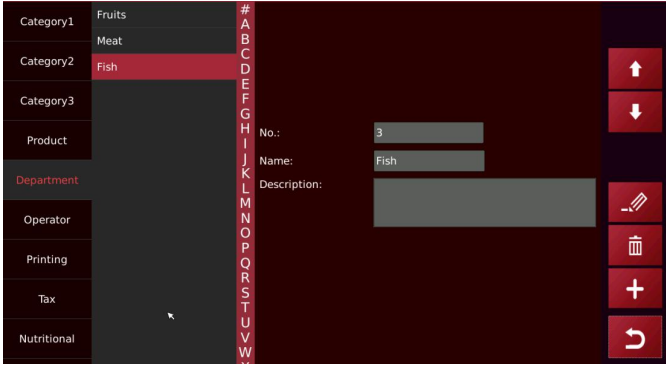 Category1
Category2
Category3
Product
Department
Operator
Printing
Tax
Nutritional
Fruits
Meat
Fish
#
A
B
C
D
E
F
G
H
I
J
K
L
M
N
O
P
Q
R
S
T
U
V
W
No.: 3
Name: Fish
Description: